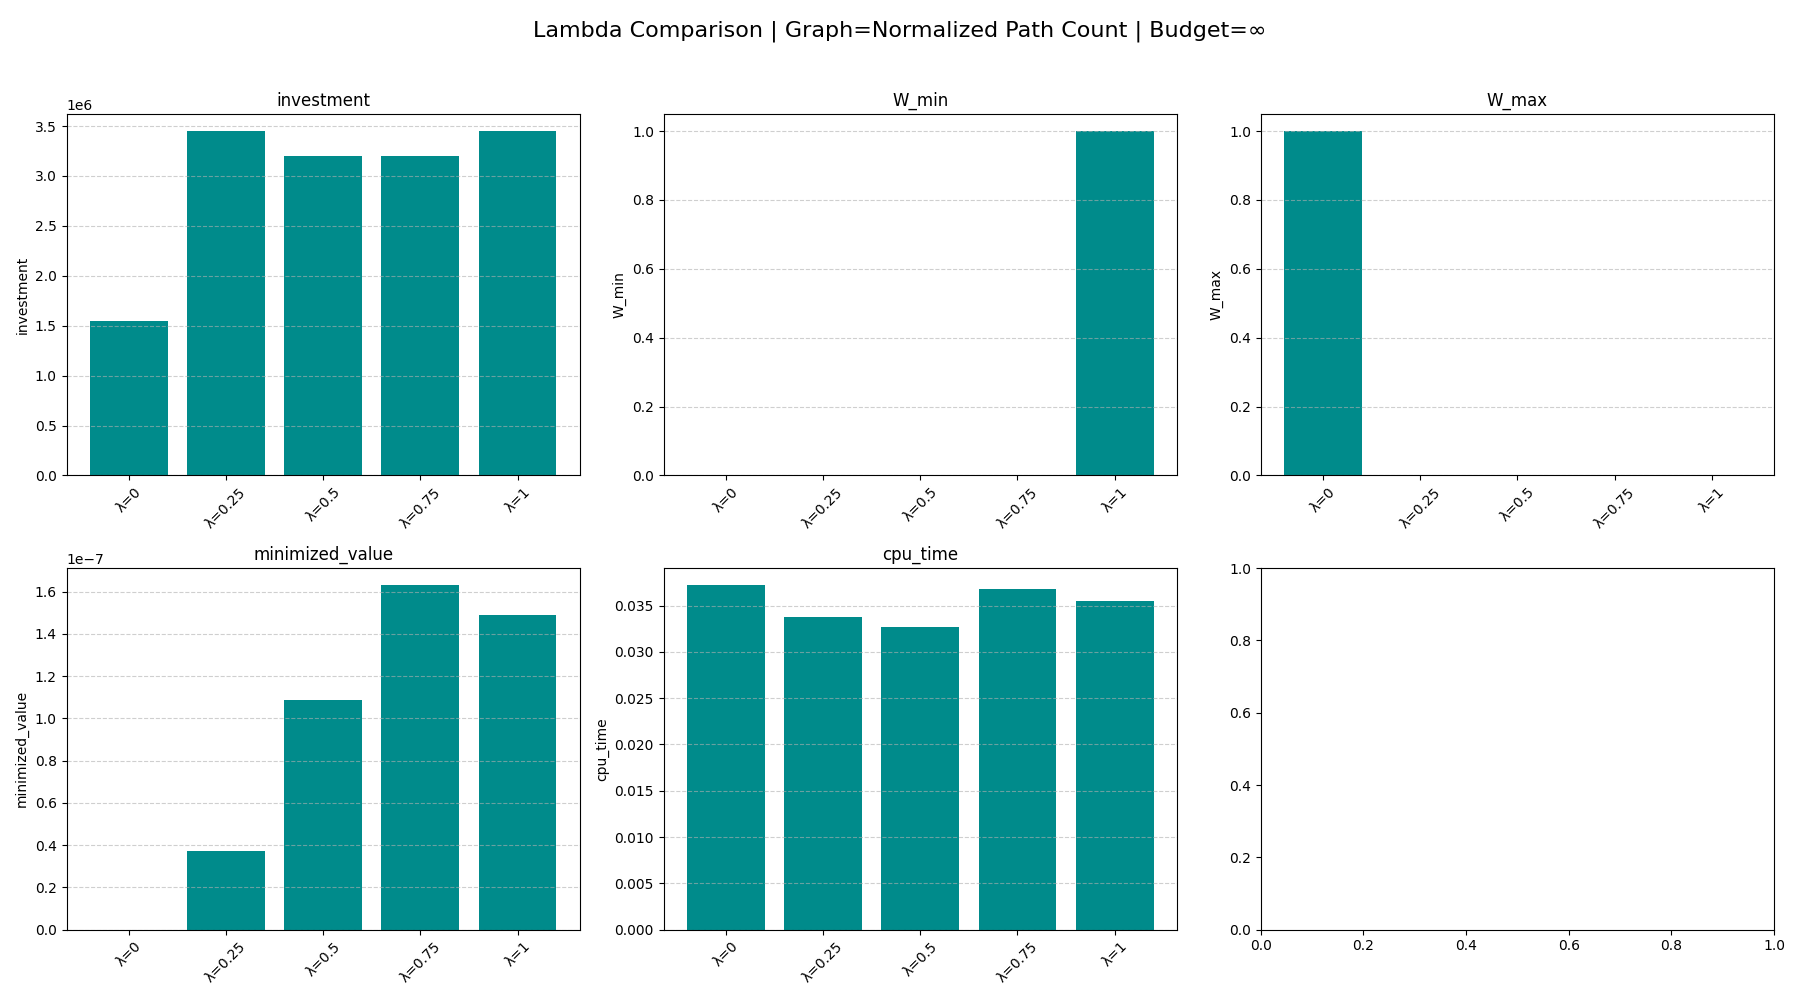 Lambda Comparison | Graph=Normalized Path Count | Budget=∞
investment
1e6
investment
3.5
3.0
2.5
2.0
1.5
1.0
0.5
0.0
λ=0
λ=0.25
λ=0.5
λ=0.75
λ=1
W_min
W_min
1.0
0.8
0.6
0.4
0.2
0.0
λ=0
λ=0.25
λ=0.5
λ=0.75
λ=1
W_max
W_max
1.0
0.8
0.6
0.4
0.2
0.0
λ=0
λ=0.25
λ=0.5
λ=0.75
λ=1
minimized_value
1e−7
minimized_value
1.6
1.4
1.2
1.0
0.8
0.6
0.4
0.2
0.0
λ=0
λ=0.25
λ=0.5
λ=0.75
λ=1
cpu_time
cpu_time
0.035
0.030
0.025
0.020
0.015
0.010
0.005
0.000
λ=0
λ=0.25
λ=0.5
λ=0.75
λ=1
1.0
0.8
0.6
0.4
0.2
0.0
0.0
0.2
0.4
0.6
0.8
1.0